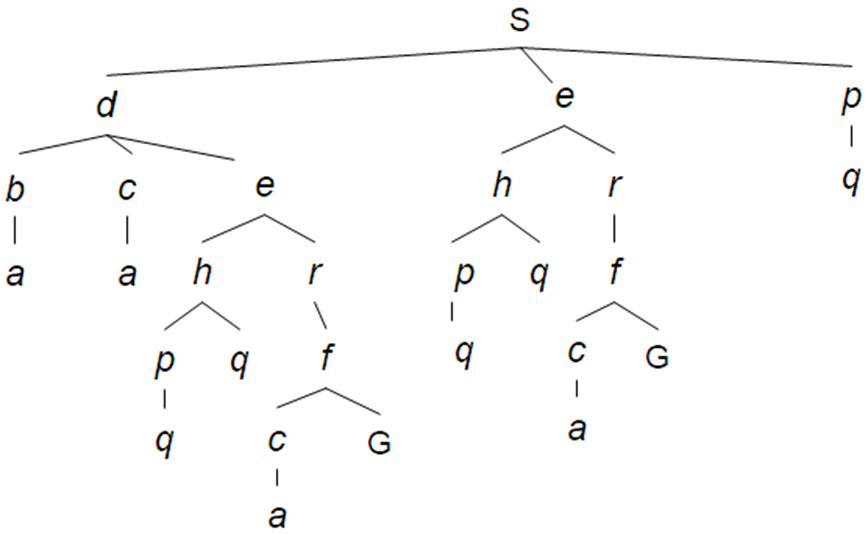 S
d e p
b c e h r q
a a h r p q f
p q f q c G
q c G a
a